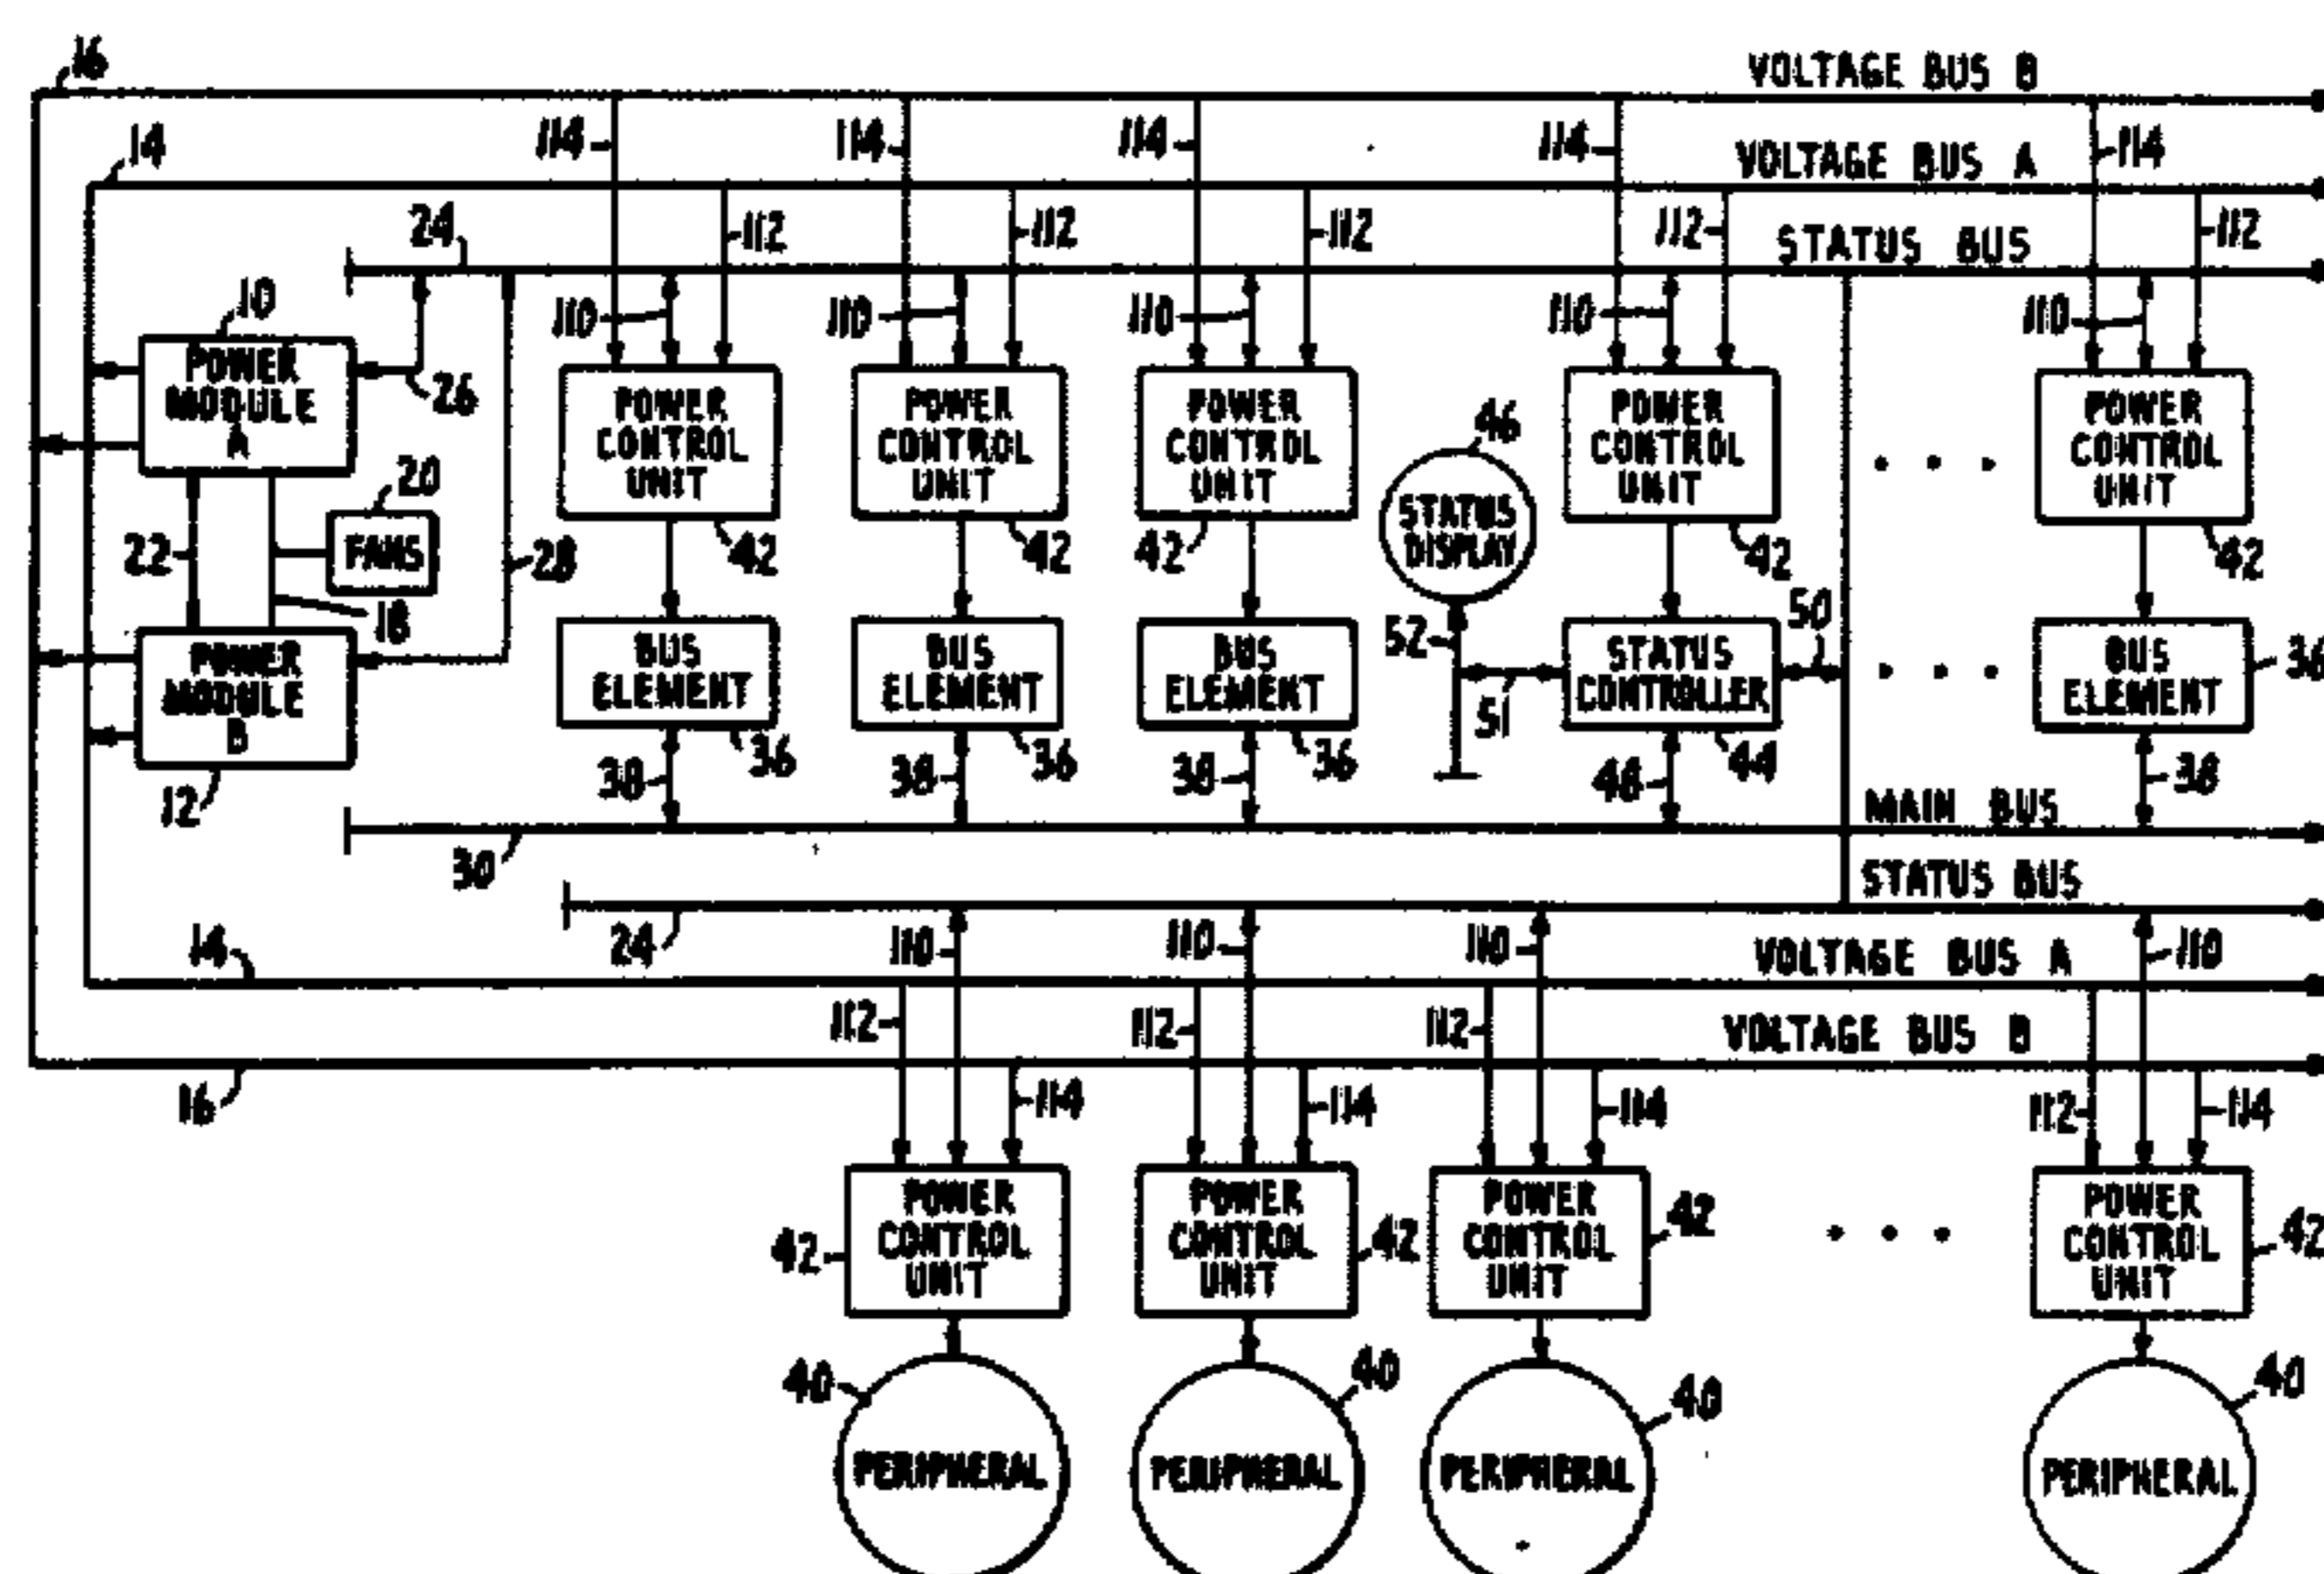 16
VOLTAGE BUS B
114
114
114
114
114
14
VOLTAGE BUS A
24
112
112
112
112
112
STATUS BUS
10
110
110
110
110
110
POWER
MODULE
A
26
POWER
CONTROL
UNIT
POWER
CONTROL
UNIT
POWER
CONTROL
UNIT
46
STATUS
DISPLAY
POWER
CONTROL
UNIT
POWER
CONTROL
UNIT
20
FANS
22
28
42
42
42
42
42
18
50
POWER
MODULE
B
BUS
ELEMENT
BUS
ELEMENT
BUS
ELEMENT
52
STATUS
CONTROLLER
BUS
ELEMENT
36
51
12
38
36
38
36
38
36
48
44
38
MAIN BUS
30
STATUS BUS
24
14
110
110
110
110
VOLTAGE BUS A
112
112
112
VOLTAGE BUS B
16
114
114
114
112
114
POWER
CONTROL
UNIT
42
POWER
CONTROL
UNIT
42
POWER
CONTROL
UNIT
42
POWER
CONTROL
UNIT
42
40
40
40
40
PERIPHERAL
PERIPHERAL
PERIPHERAL
PERIPHERAL